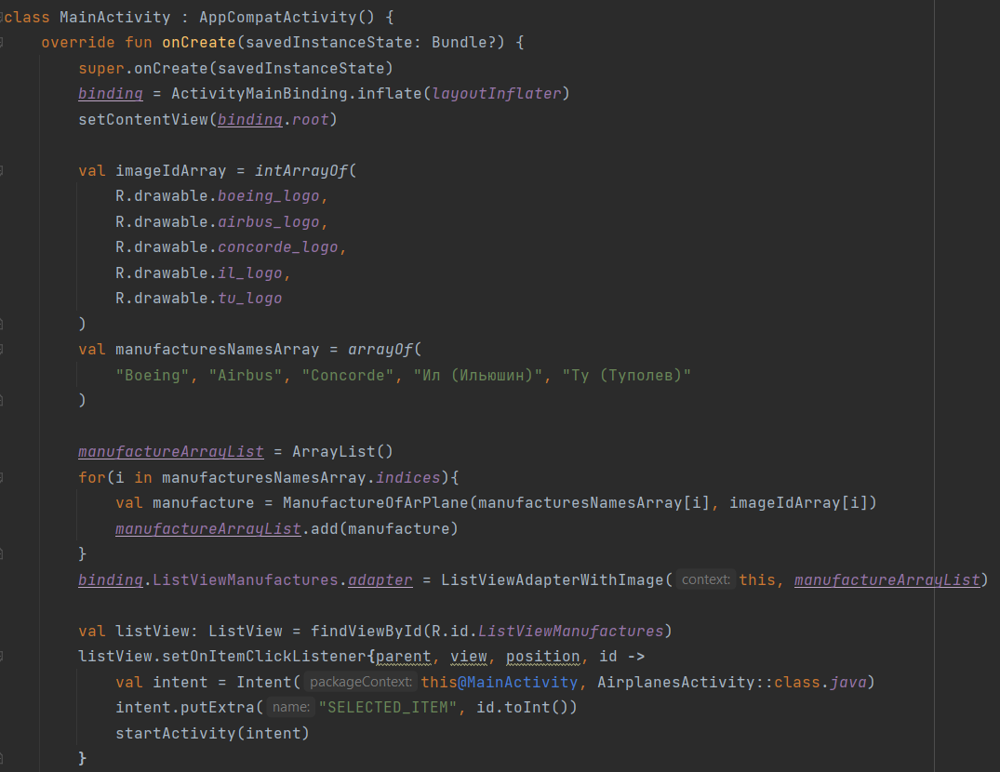 class MainActivity : AppCompatActivity() {
    override fun onCreate(savedInstanceState: Bundle?) {
        super.onCreate(savedInstanceState)
        binding = ActivityMainBinding.inflate(layoutInflater)
        setContentView(binding.root)

        val imageIdArray = intArrayOf(
            R.drawable.boeing_logo,
            R.drawable.airbus_logo,
            R.drawable.concorde_logo,
            R.drawable.il_logo,
            R.drawable.tu_logo
        )
        val manufacturesNamesArray = arrayOf(
            "Boeing", "Airbus", "Concorde", "Ил (Ильюшин)", "Ту (Туполев)"
        )

        manufactureArrayList = ArrayList()
        for(i in manufacturesNamesArray.indices){
            val manufacture = ManufactureOfArPlane(manufacturesNamesArray[i], imageIdArray[i])
            manufactureArrayList.add(manufacture)
        }
        binding.ListViewManufactures.adapter = ListViewAdapterWithImage( context: this, manufactureArrayList)

        val listView: ListView = findViewById(R.id.ListViewManufactures)
        listView.setOnItemClickListener{parent, view, position, id ->
            val intent = Intent( packageContext: this@MainActivity, AirplanesActivity::class.java)
            intent.putExtra( name: "SELECTED_ITEM", id.toInt())
            startActivity(intent)
        }